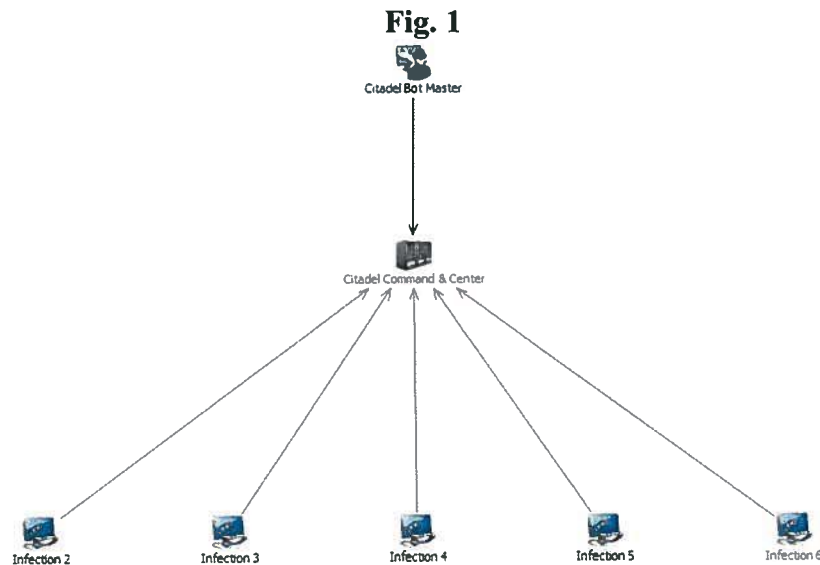 Fig. 1
Citadel Bot Master
Citadel Command & Center
Infection 2
Infection 3
Infection 4
Infection 5
Infection 6